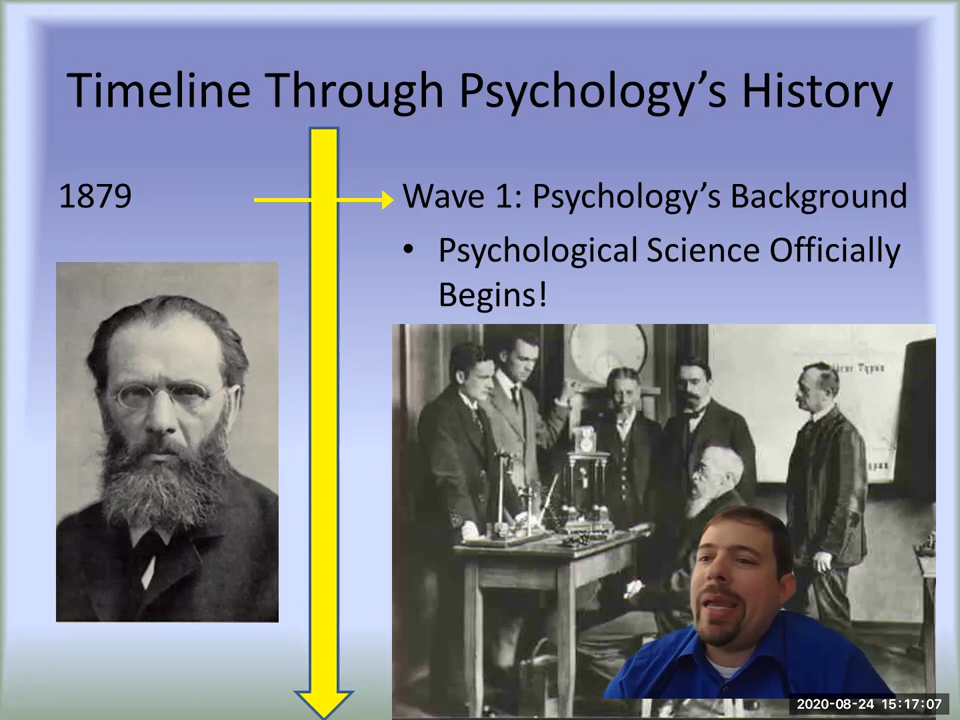 Timeline Through Psychology's History
1879
Wave 1: Psychology's Background
• Psychological Science Officially
Begins!
2020-08-24 15:17:07